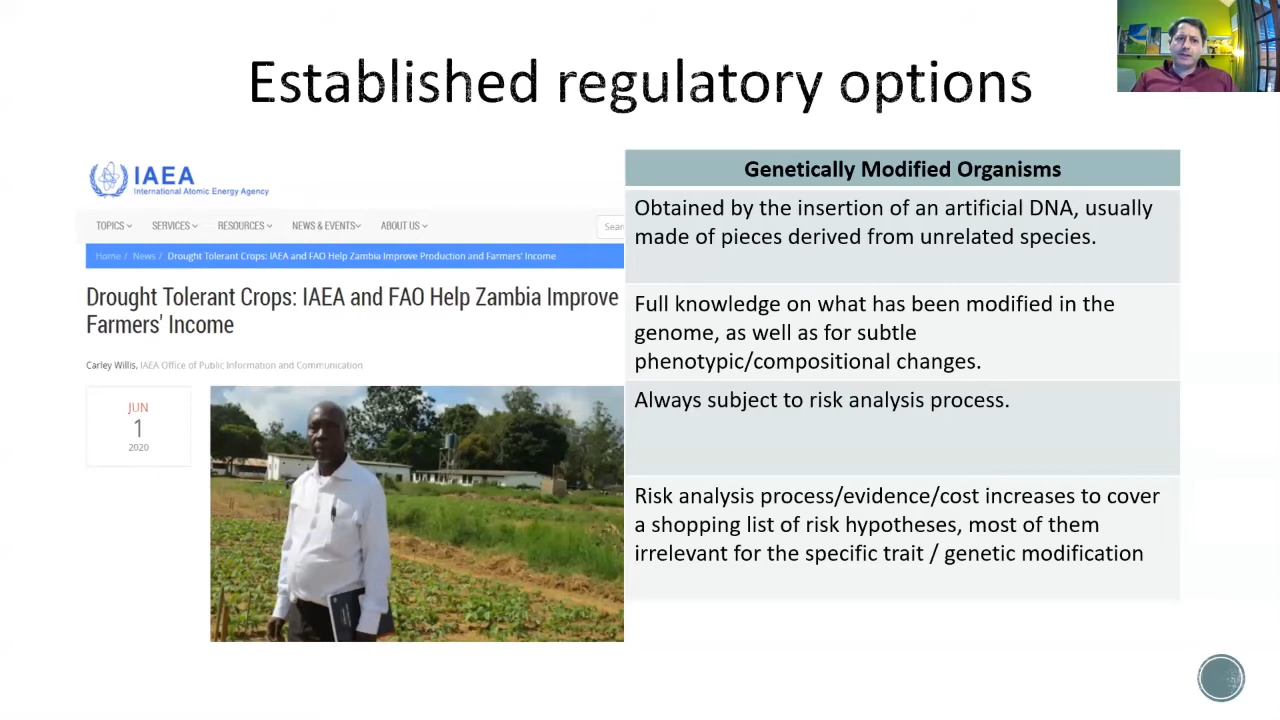 Established regulatory options
IAEA
International Atomic Energy Agency
TOPICS SERVICES RESOURCES NEWS & EVENTS ABOUT US
Home / News / Drought Tolerant Crops: IAEA and FAO Help Zambia Improve Production and Farmers' Income
Drought Tolerant Crops: IAEA and FAO Help Zambia Improve
Farmers' Income
Carley Willis, IAEA Office of Public Information and Communication
JUN
1
2020
Genetically Modified Organisms
Obtained by the insertion of an artificial DNA, usually
made of pieces derived from unrelated species.
Full knowledge on what has been modified in the
genome, as well as for subtle
phenotypic/compositional changes.
Always subject to risk analysis process.
Risk analysis process/evidence/cost increases to cover
a shopping list of risk hypotheses, most of them
irrelevant for the specific trait / genetic modification